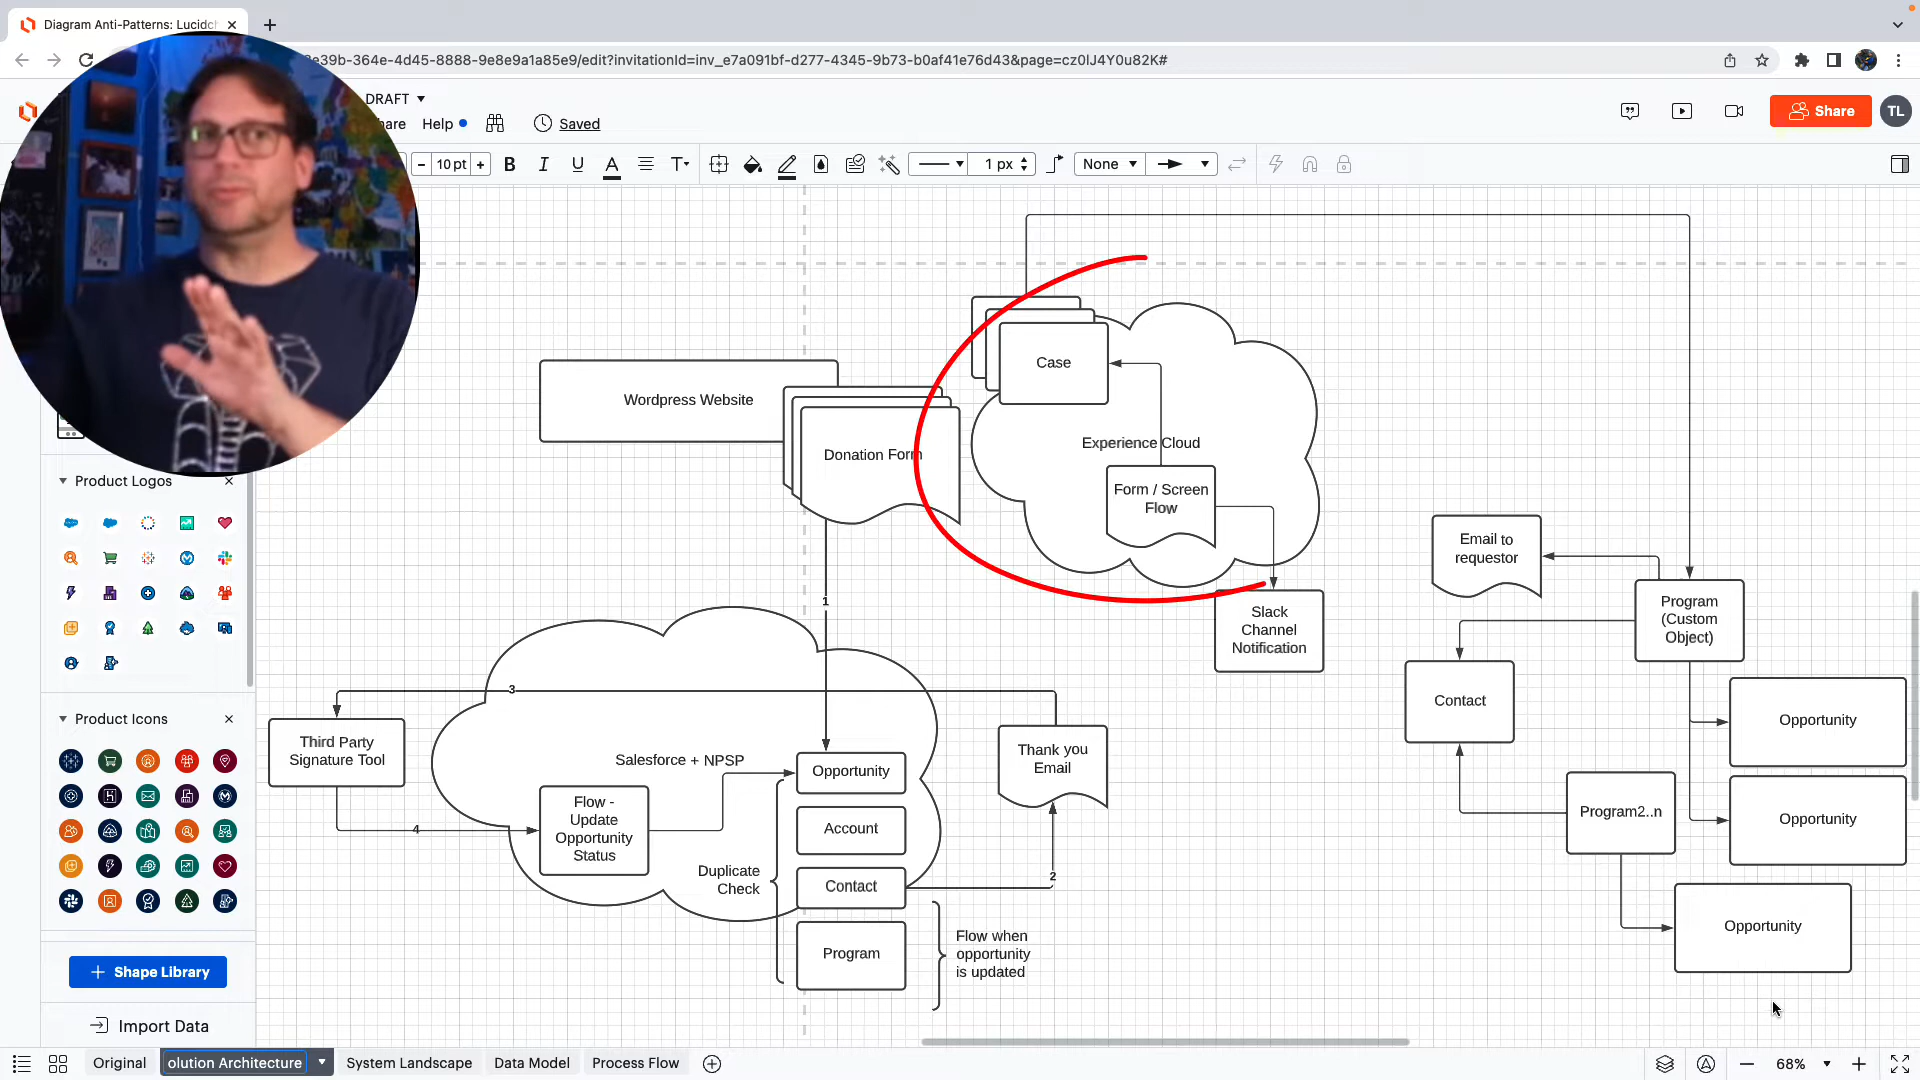 Diagram Anti-Patterns: Lucidch
e39b-364e-4d45-8888-9e8e9a1a85e9/edit?invitationId=inv_e7a091bf-d277-4345-9b73-b0af41e76d43&page=cz0lJ4Y0u82K#
DRAFT
hare
Help
Saved
Share
TL
10 pt
B
I
U
A
T
1 px
None
Product Logos
Product Icons
Shape Library
Import Data
Wordpress Website
Donation Form
Case
Experience Cloud
Form / Screen
Flow
Slack
Channel
Notification
Email to
requestor
Program
(Custom
Object)
Contact
Opportunity
Opportunity
Program2..n
Opportunity
1
3
Third Party
Signature Tool
4
Salesforce + NPSP
Flow -
Update
Opportunity
Status
Opportunity
Account
Duplicate
Check
Contact
Program
Thank you
Email
2
Flow when
opportunity
is updated
Original
olution Architecture
System Landscape
Data Model
Process Flow
68%